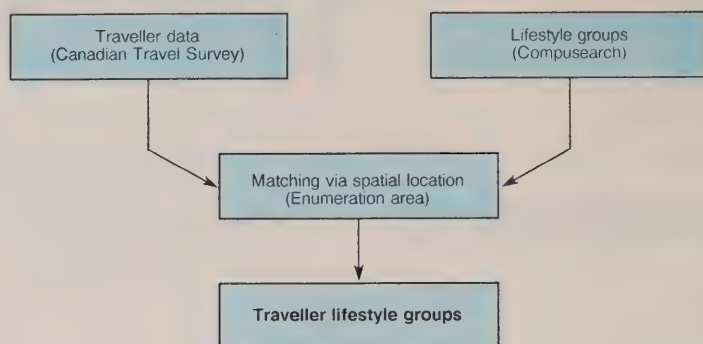 Traveller data
(Canadian Travel Survey)
Lifestyle groups
(Compusearch)
Matching via spatial location
(Enumeration area)
Traveller lifestyle groups